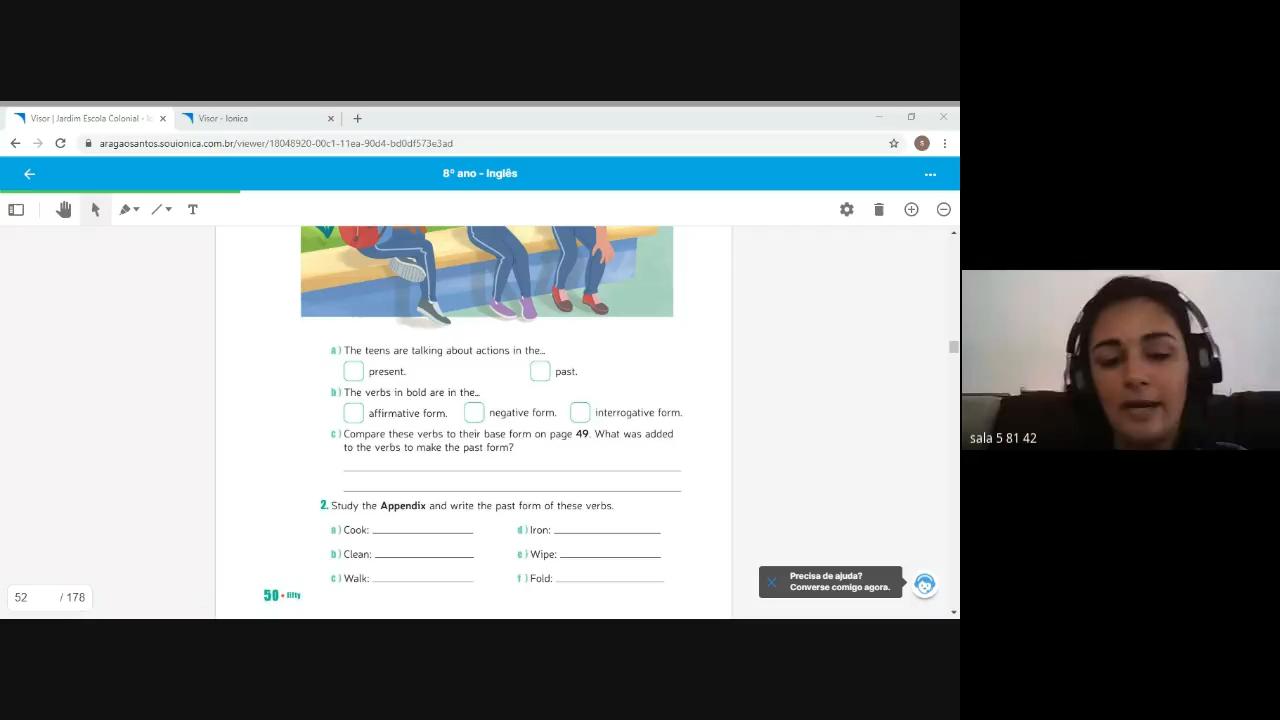 Visor | Jardim Escola Colonial - Io
Visor - Ionica
aragaosantos.souionica.com.br/viewer/18048920-00c1-11ea-90d4-bd0df573e3ad
S
8º ano - Inglês
T
a) The teens are talking about actions in the...
present. past.
b) The verbs in bold are in the...
affirmative form. negative form. interrogative form.
c) Compare these verbs to their base form on page 49. What was added
to the verbs to make the past form?
2. Study the Appendix and write the past form of these verbs.
a) Cook: d) Iron:
b) Clean: e) Wipe:
c) Walk: f) Fold:
50 • fifty
52 / 178
Precisa de ajuda?
Converse comigo agora.
sala 5 81 42